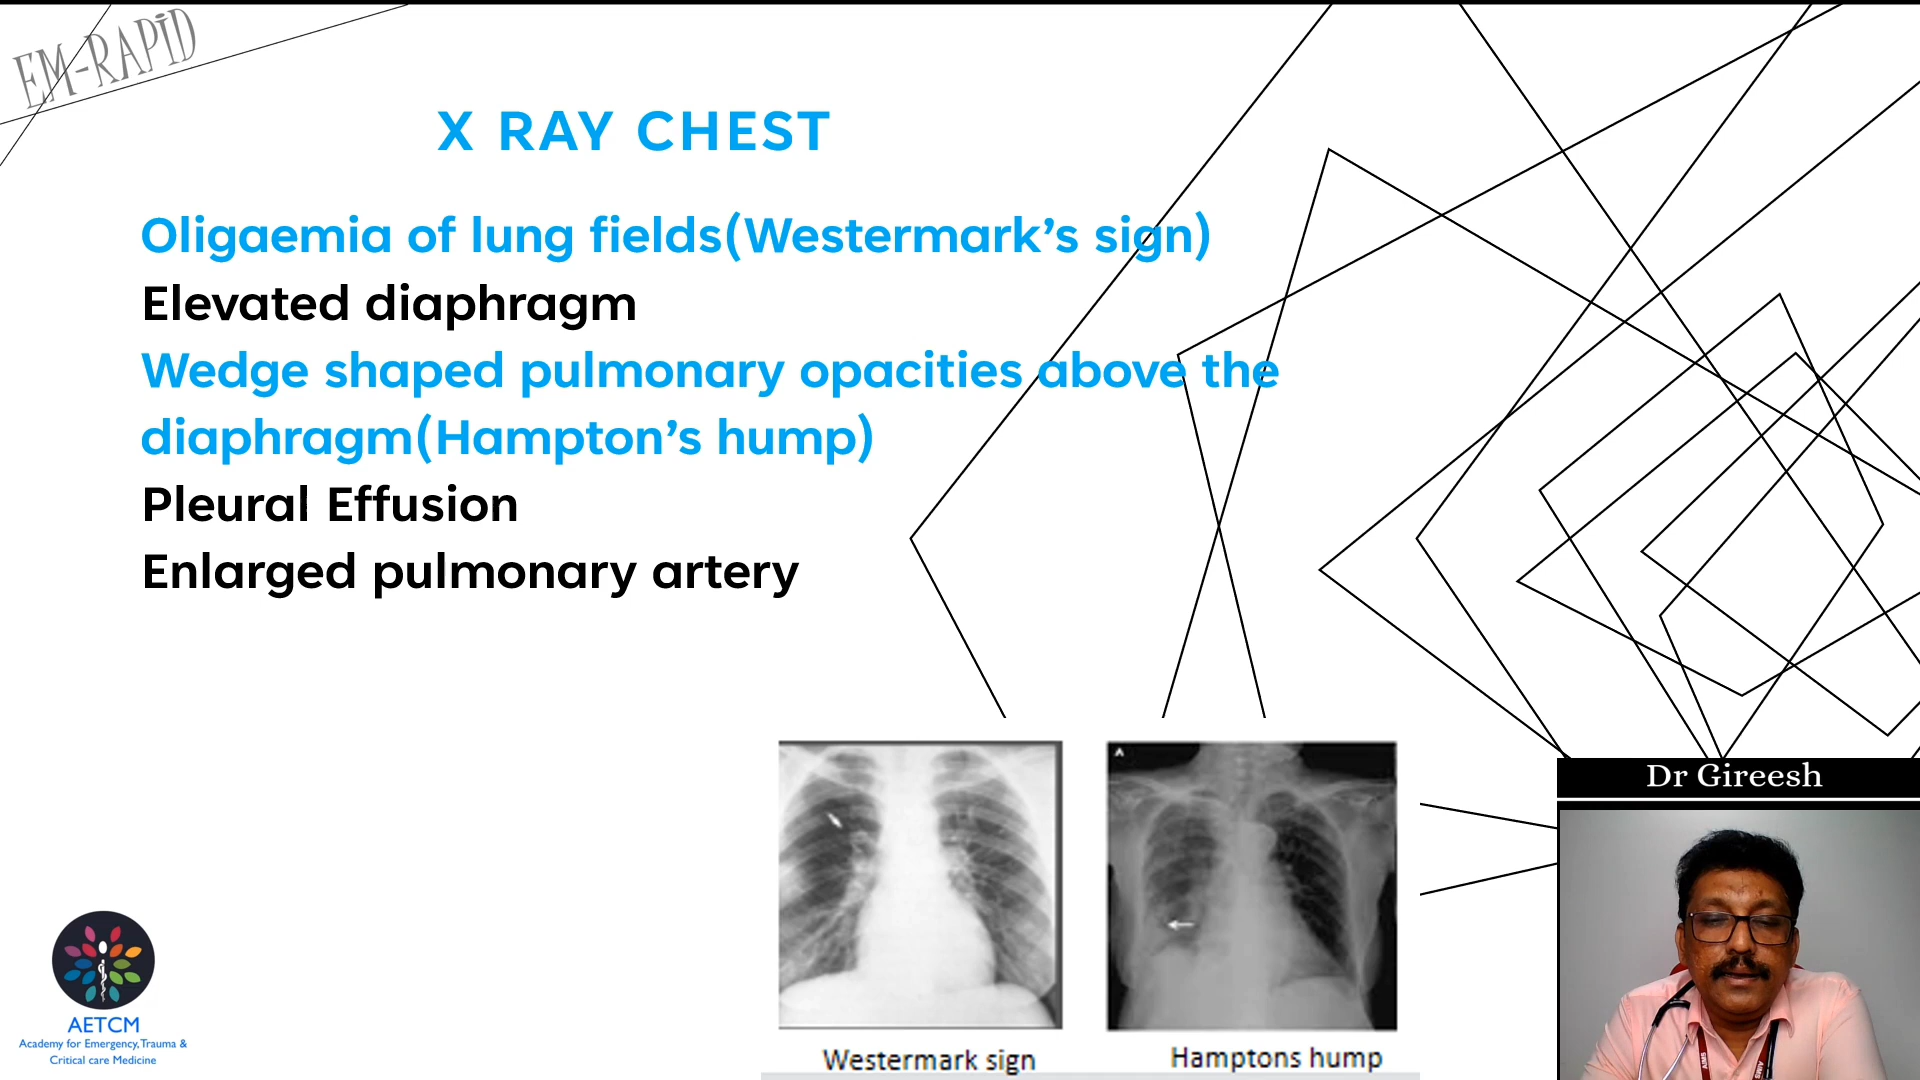 EM-RAPiD
X RAY CHEST
Oligaemia of lung fields(Westermark's sign)
Elevated diaphragm
Wedge shaped pulmonary opacities above the
diaphragm(Hampton's hump)
Pleural Effusion
Enlarged pulmonary artery
A
Westermark sign
Hamptons hump
Dr Gireesh
AIMS
AETCM
Academy for Emergency, Trauma &
Critical care Medicine